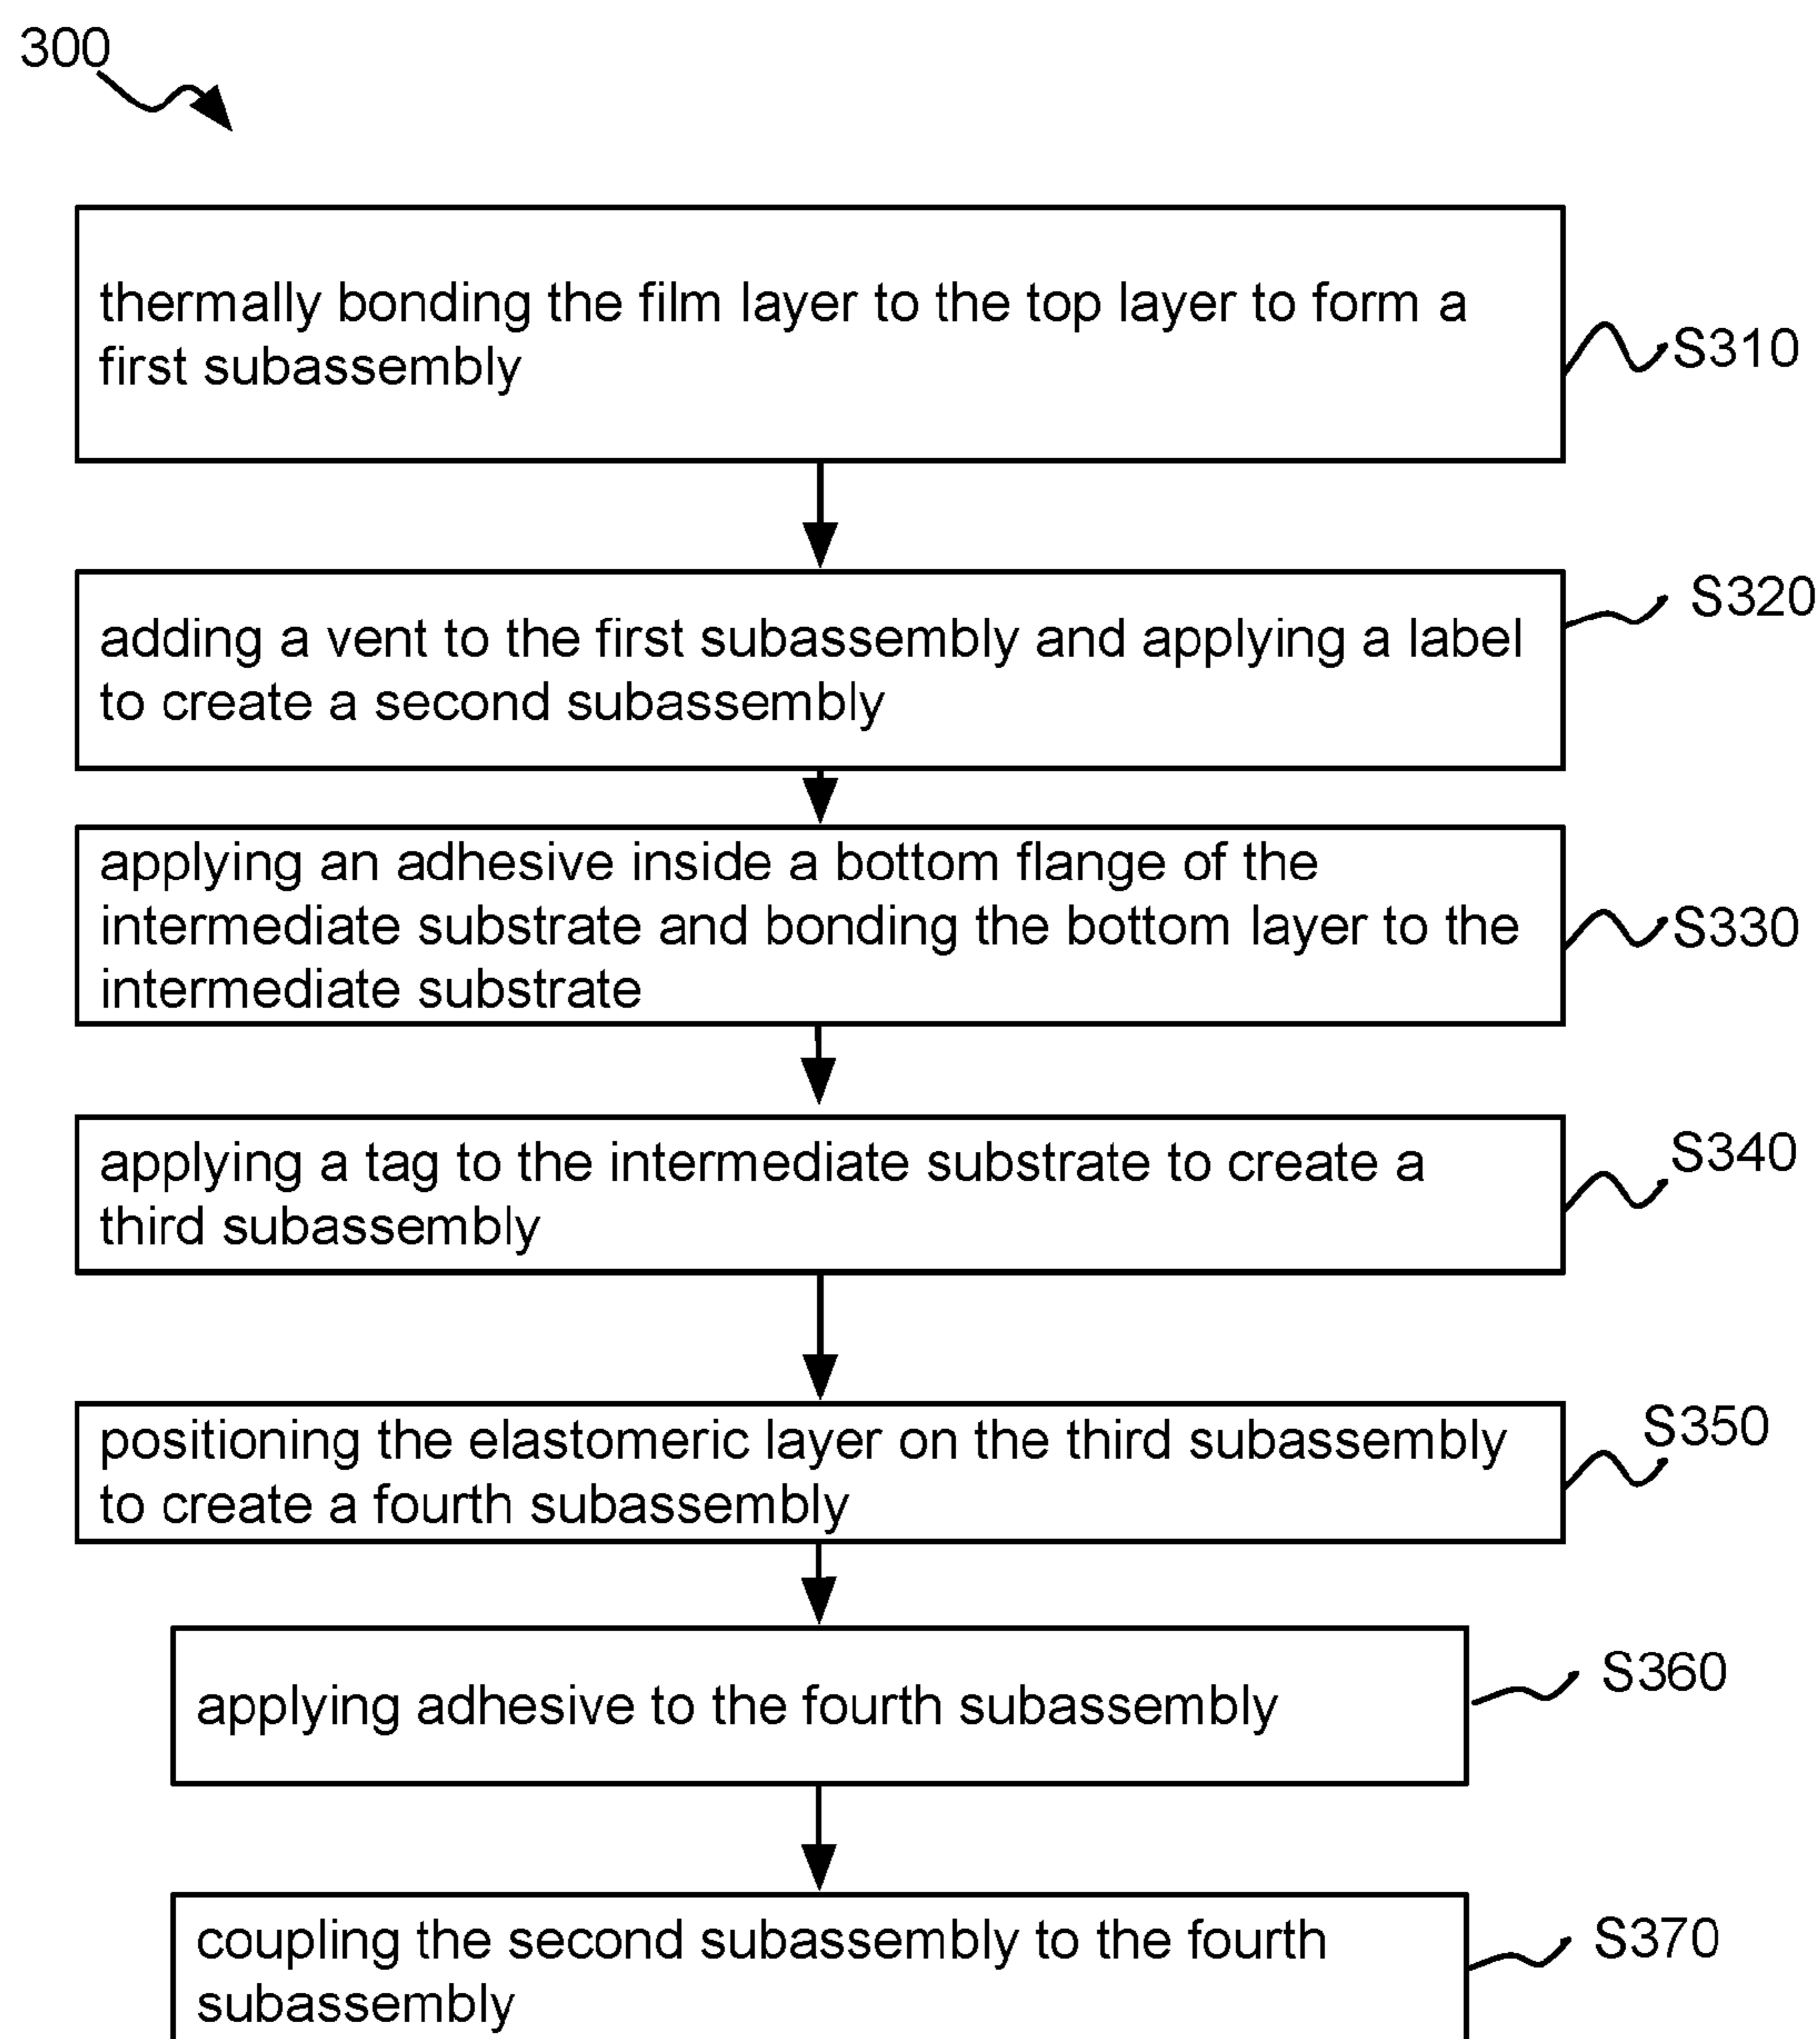 300
thermally bonding the film layer to the top layer to form a
first subassembly
S310
adding a vent to the first subassembly and applying a label
to create a second subassembly
S320
applying an adhesive inside a bottom flange of the
intermediate substrate and bonding the bottom layer to the
intermediate substrate
S330
applying a tag to the intermediate substrate to create a
third subassembly
S340
positioning the elastomeric layer on the third subassembly
to create a fourth subassembly
S350
applying adhesive to the fourth subassembly
S360
coupling the second subassembly to the fourth
subassembly
S370